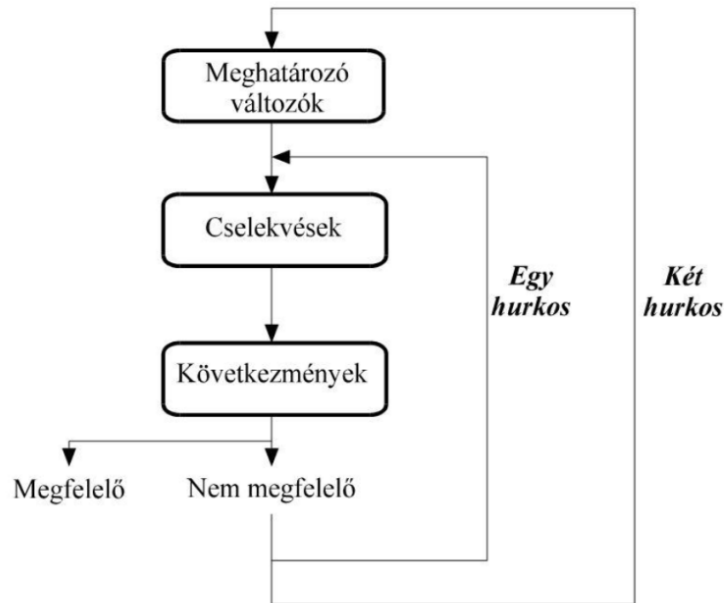 Meghatározó
változók
Cselekvések
Egy
hurkos
Két
hurkos
Következmények
Megfelelő
Nem megfelelő